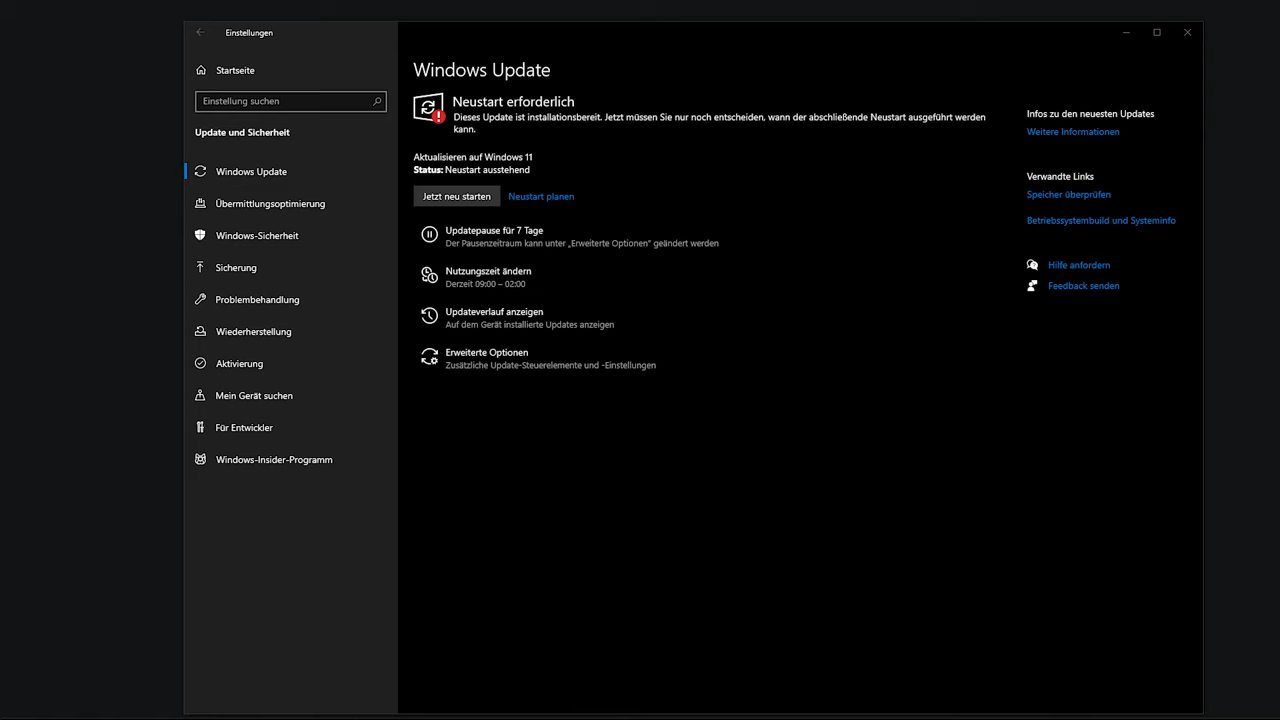 Einstellungen
Startseite
Einstellung suchen
Update und Sicherheit
Windows Update
Übermittlungsoptimierung
Windows-Sicherheit
Sicherung
Problembehandlung
Wiederherstellung
Aktivierung
Mein Gerät suchen
Für Entwickler
Windows-Insider-Programm
Windows Update
Neustart erforderlich
Dieses Update ist installationsbereit. Jetzt müssen Sie nur noch entscheiden, wann der abschließende Neustart ausgeführt werden
kann.
Aktualisieren auf Windows 11
Status: Neustart ausstehend
Jetzt neu starten Neustart planen
Updatepause für 7 Tage
Der Pausenzeitraum kann unter „Erweiterte Optionen" geändert werden
Nutzungszeit ändern
Derzeit 09:00 – 02:00
Updateverlauf anzeigen
Auf dem Gerät installierte Updates anzeigen
Erweiterte Optionen
Zusätzliche Update-Steuerelemente und -Einstellungen
Infos zu den neuesten Updates
Weitere Informationen
Verwandte Links
Speicher überprüfen
Betriebssystembuild und Systeminfo
Hilfe anfordern
Feedback senden